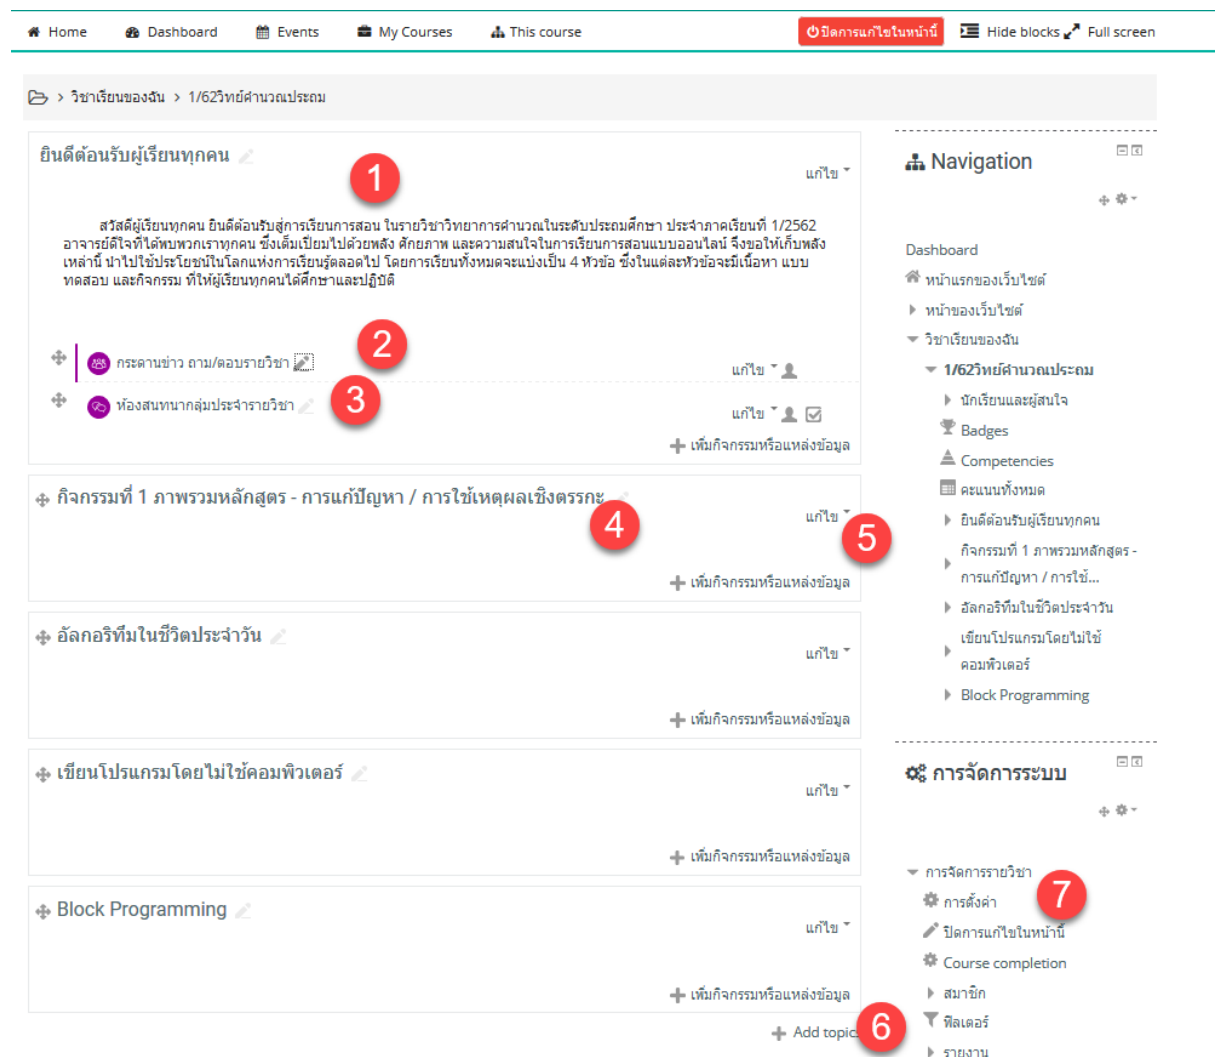 Home Dashboard Events My Courses This course ปิดการแก้ไขในหน้านี้ Hide blocks Full screen
> วิชาเรียนของฉัน > 1/62วิทย์คำนวณประถม
ยินดีต้อนรับผู้เรียนทุกคน
1
แก้ไข
สวัสดีผู้เรียนทุกคน ยินดีต้อนรับสู่การเรียนการสอน ในรายวิชาวิทยาการคำนวณในระดับประถมศึกษา ประจำภาคเรียนที่ 1/2562
อาจารย์ดีใจที่ได้พบพวกเราทุกคน ซึ่งเต็มเปี่ยมไปด้วยพลัง ศักยภาพ และความสนใจในการเรียนการสอนแบบออนไลน์ จึงขอให้เก็บพลัง
เหล่านี้ นำไปใช้ประโยชน์ในโลกแห่งการเรียนรู้ตลอดไป โดยการเรียนทั้งหมดจะแบ่งเป็น 4 หัวข้อ ซึ่งในแต่ละหัวข้อจะมีเนื้อหา แบบ
ทดสอบ และกิจกรรม ที่ให้ผู้เรียนทุกคนได้ศึกษาและปฏิบัติ
กระดานข่าว ถาม/ตอบรายวิชา
2
แก้ไข
ห้องสนทนากลุ่มประจำรายวิชา
3
แก้ไข
เพิ่มกิจกรรมหรือแหล่งข้อมูล
กิจกรรมที่ 1 ภาพรวมหลักสูตร - การแก้ปัญหา / การใช้เหตุผลเชิงตรรกะ
4
แก้ไข
5
เพิ่มกิจกรรมหรือแหล่งข้อมูล
อัลกอริทึมในชีวิตประจำวัน
แก้ไข
เพิ่มกิจกรรมหรือแหล่งข้อมูล
เขียนโปรแกรมโดยไม่ใช้คอมพิวเตอร์
แก้ไข
เพิ่มกิจกรรมหรือแหล่งข้อมูล
Block Programming
แก้ไข
เพิ่มกิจกรรมหรือแหล่งข้อมูล
Add topics
6
Navigation
Dashboard
หน้าแรกของเว็บไซต์
หน้าของเว็บไซต์
วิชาเรียนของฉัน
1/62วิทย์คำนวณประถม
นักเรียนและผู้สนใจ
Badges
Competencies
คะแนนทั้งหมด
ยินดีต้อนรับผู้เรียนทุกคน
กิจกรรมที่ 1 ภาพรวมหลักสูตร -
การแก้ปัญหา / การใช้...
อัลกอริทึมในชีวิตประจำวัน
เขียนโปรแกรมโดยไม่ใช้
คอมพิวเตอร์
Block Programming
การจัดการระบบ
การจัดการรายวิชา
การตั้งค่า
7
ปิดการแก้ไขในหน้านี้
Course completion
สมาชิก
ฟิลเตอร์
รายงาน